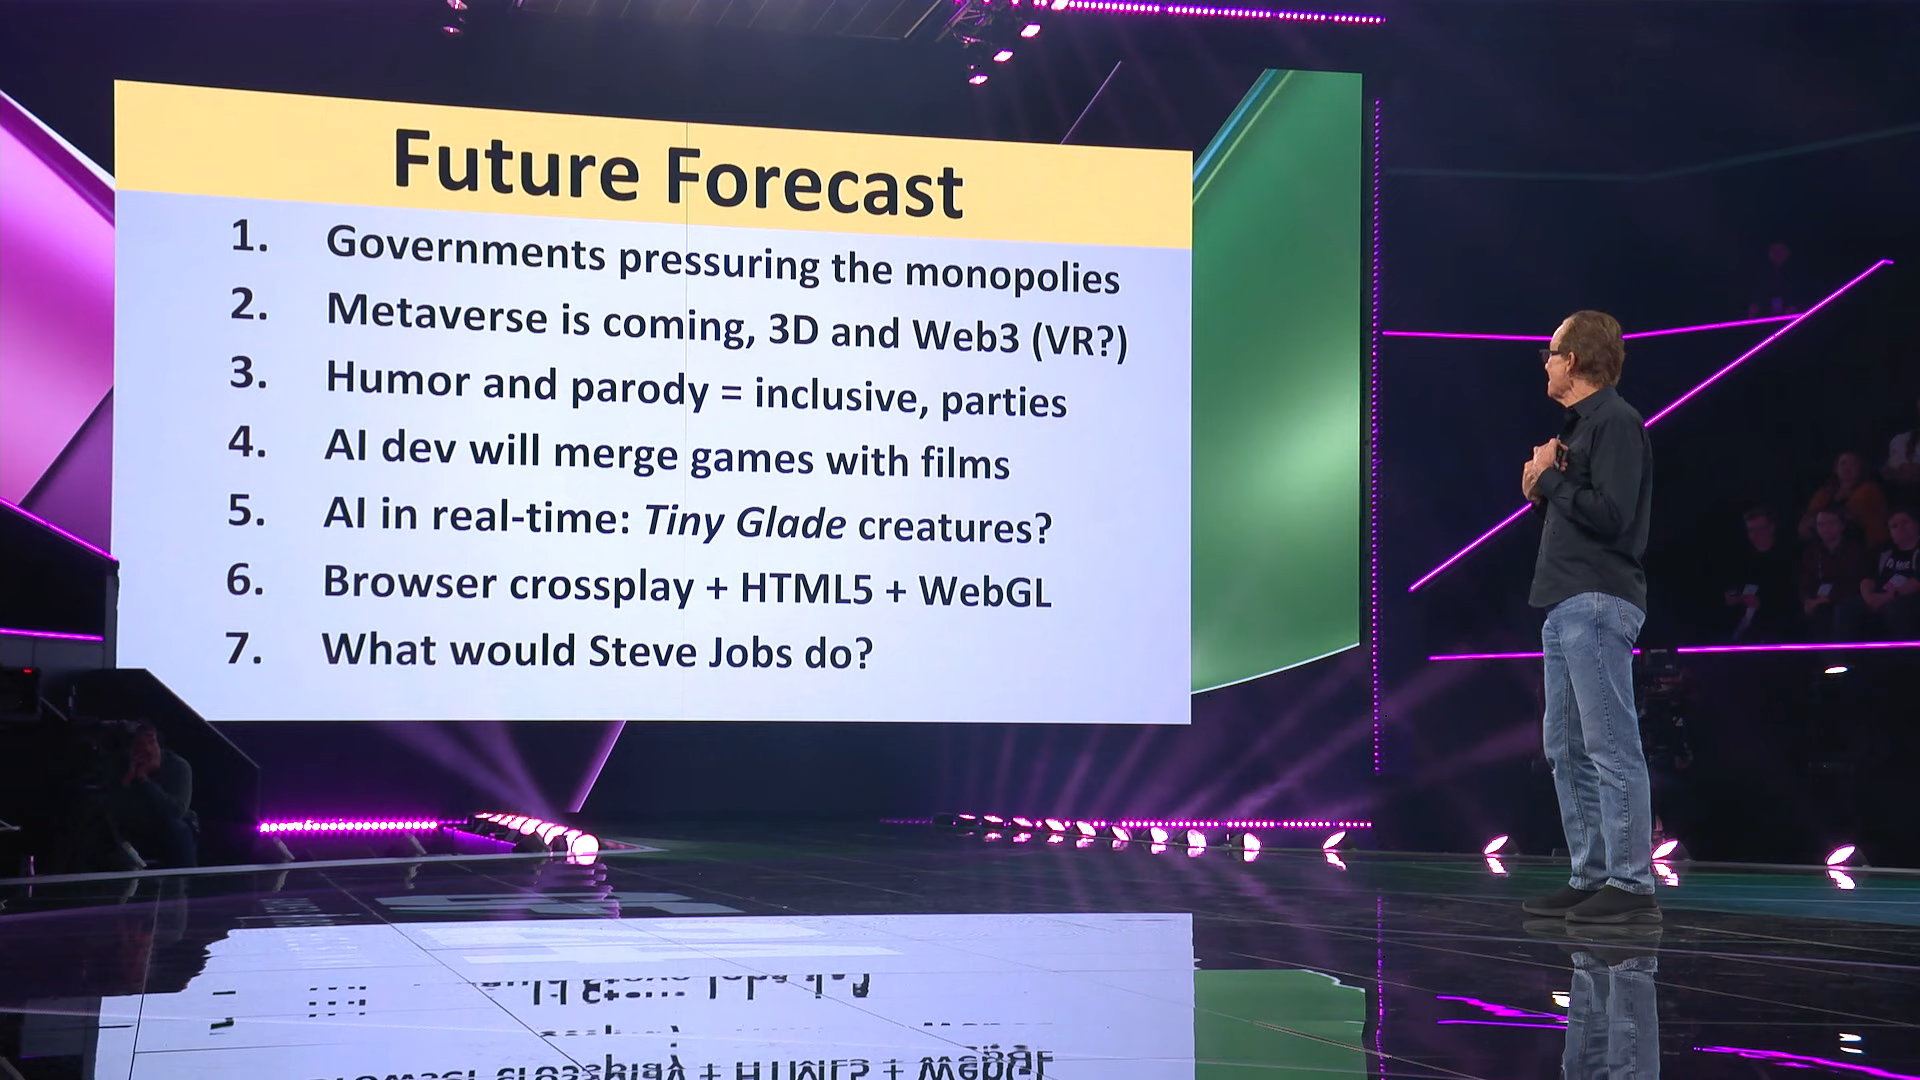 Future Forecast
1. Governments pressuring the monopolies
2. Metaverse is coming, 3D and Web3 (VR?)
3. Humor and parody = inclusive, parties
4. AI dev will merge games with films
5. AI in real-time: Tiny Glade creatures?
6. Browser crossplay + HTML5 + WebGL
7. What would Steve Jobs do?